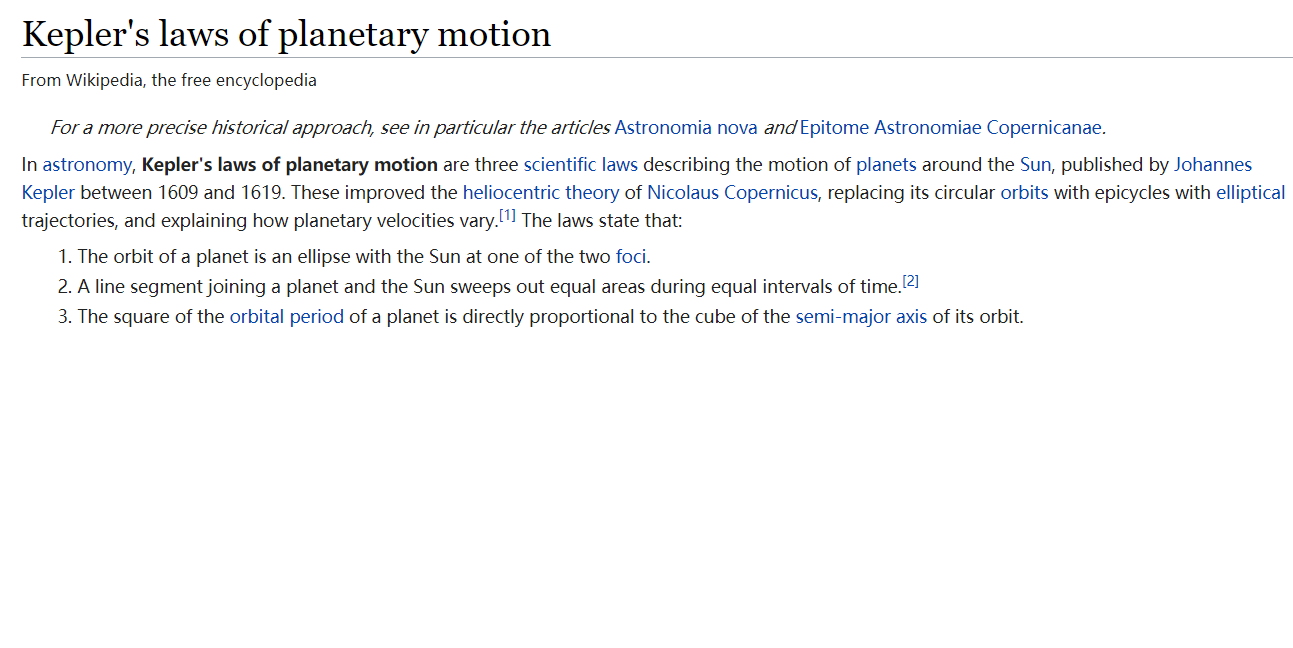 Kepler's laws of planetary motion
From Wikipedia, the free encyclopedia
For a more precise historical approach, see in particular the articles Astronomia nova and Epitome Astronomiae Copernicanae.
In astronomy, Kepler's laws of planetary motion are three scientific laws describing the motion of planets around the Sun, published by Johannes
Kepler between 1609 and 1619. These improved the heliocentric theory of Nicolaus Copernicus, replacing its circular orbits with epicycles with elliptical
trajectories, and explaining how planetary velocities vary.[1] The laws state that:
1. The orbit of a planet is an ellipse with the Sun at one of the two foci.
2. A line segment joining a planet and the Sun sweeps out equal areas during equal intervals of time.[2]
3. The square of the orbital period of a planet is directly proportional to the cube of the semi-major axis of its orbit.